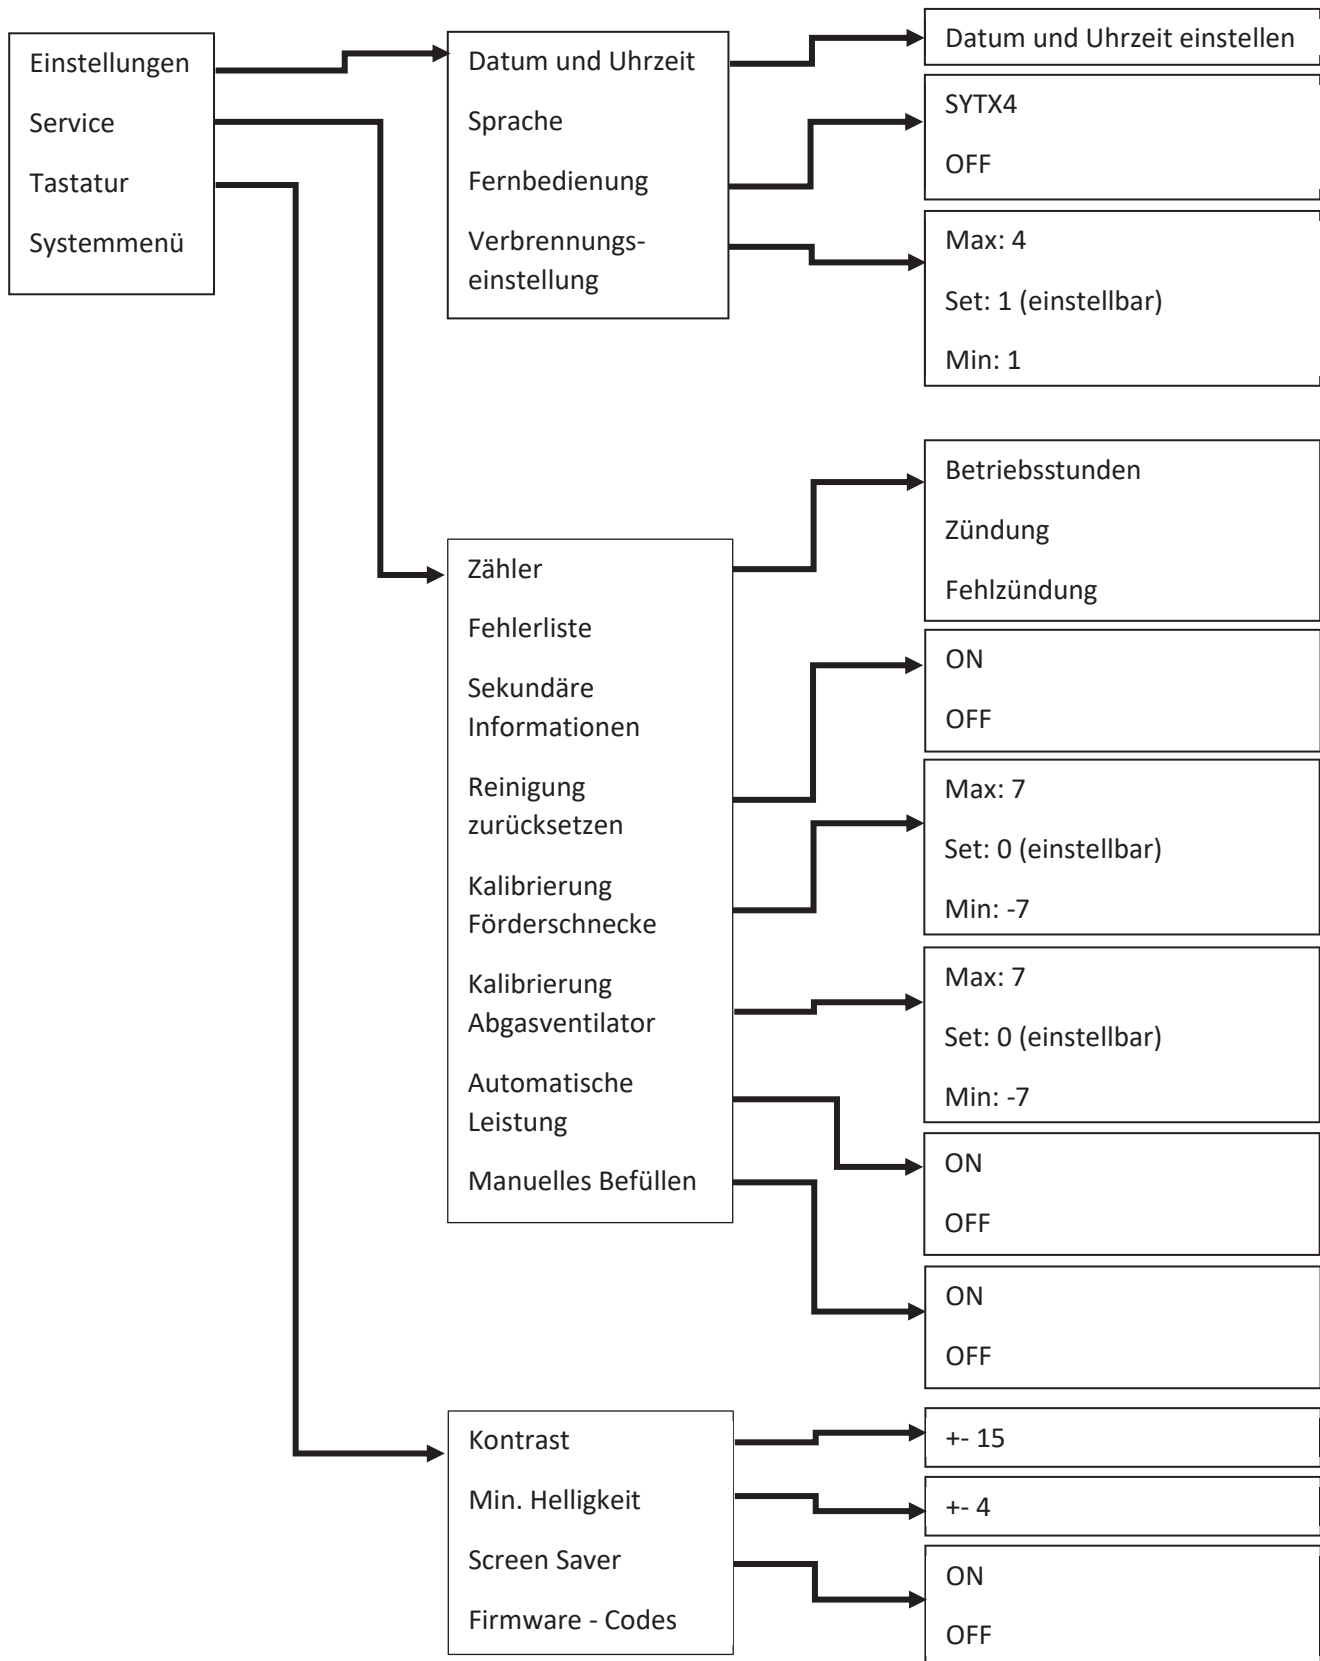 Einstellungen
Service
Tastatur
Systemmenü
Datum und Uhrzeit
Sprache
Fernbedienung
Verbrennungs-
einstellung
Datum und Uhrzeit einstellen
SYTX4
OFF
Max: 4
Set: 1 (einstellbar)
Min: 1
Zähler
Fehlerliste
Sekundäre
Informationen
Reinigung
zurücksetzen
Kalibrierung
Förderschnecke
Kalibrierung
Abgasventilator
Automatische
Leistung
Manuelles Befüllen
Betriebsstunden
Zündung
Fehlzündung
ON
OFF
Max: 7
Set: 0 (einstellbar)
Min: -7
Max: 7
Set: 0 (einstellbar)
Min: -7
ON
OFF
ON
OFF
Kontrast
Min. Helligkeit
Screen Saver
Firmware - Codes
+- 15
+- 4
ON
OFF